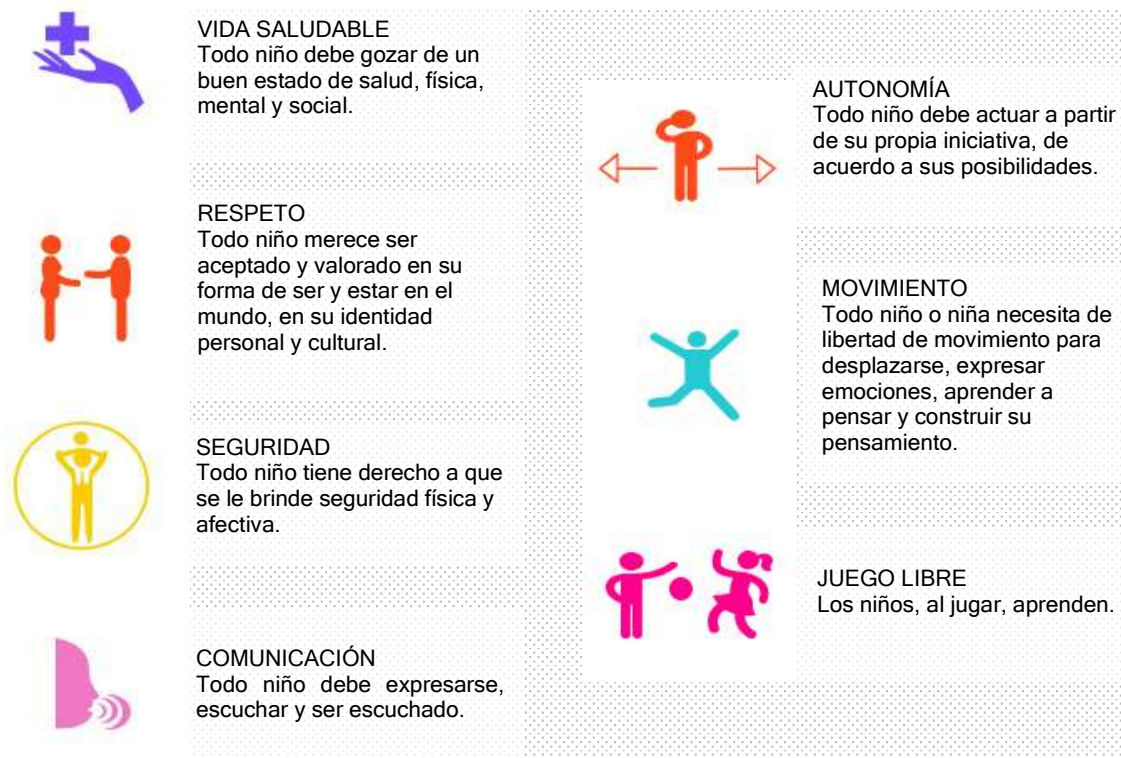 VIDA SALUDABLE
Todo niño debe gozar de un
buen estado de salud, física,
mental y social.
RESPETO
Todo niño merece ser
aceptado y valorado en su
forma de ser y estar en el
mundo, en su identidad
personal y cultural.
SEGURIDAD
Todo niño tiene derecho a que
se le brinde seguridad física y
afectiva.
COMUNICACIÓN
Todo niño debe expresarse,
escuchar y ser escuchado.
AUTONOMÍA
Todo niño debe actuar a partir
de su propia iniciativa, de
acuerdo a sus posibilidades.
MOVIMIENTO
Todo niño o niña necesita de
libertad de movimiento para
desplazarse, expresar
emociones, aprender a
pensar y construir su
pensamiento.
JUEGO LIBRE
Los niños, al jugar, aprenden.